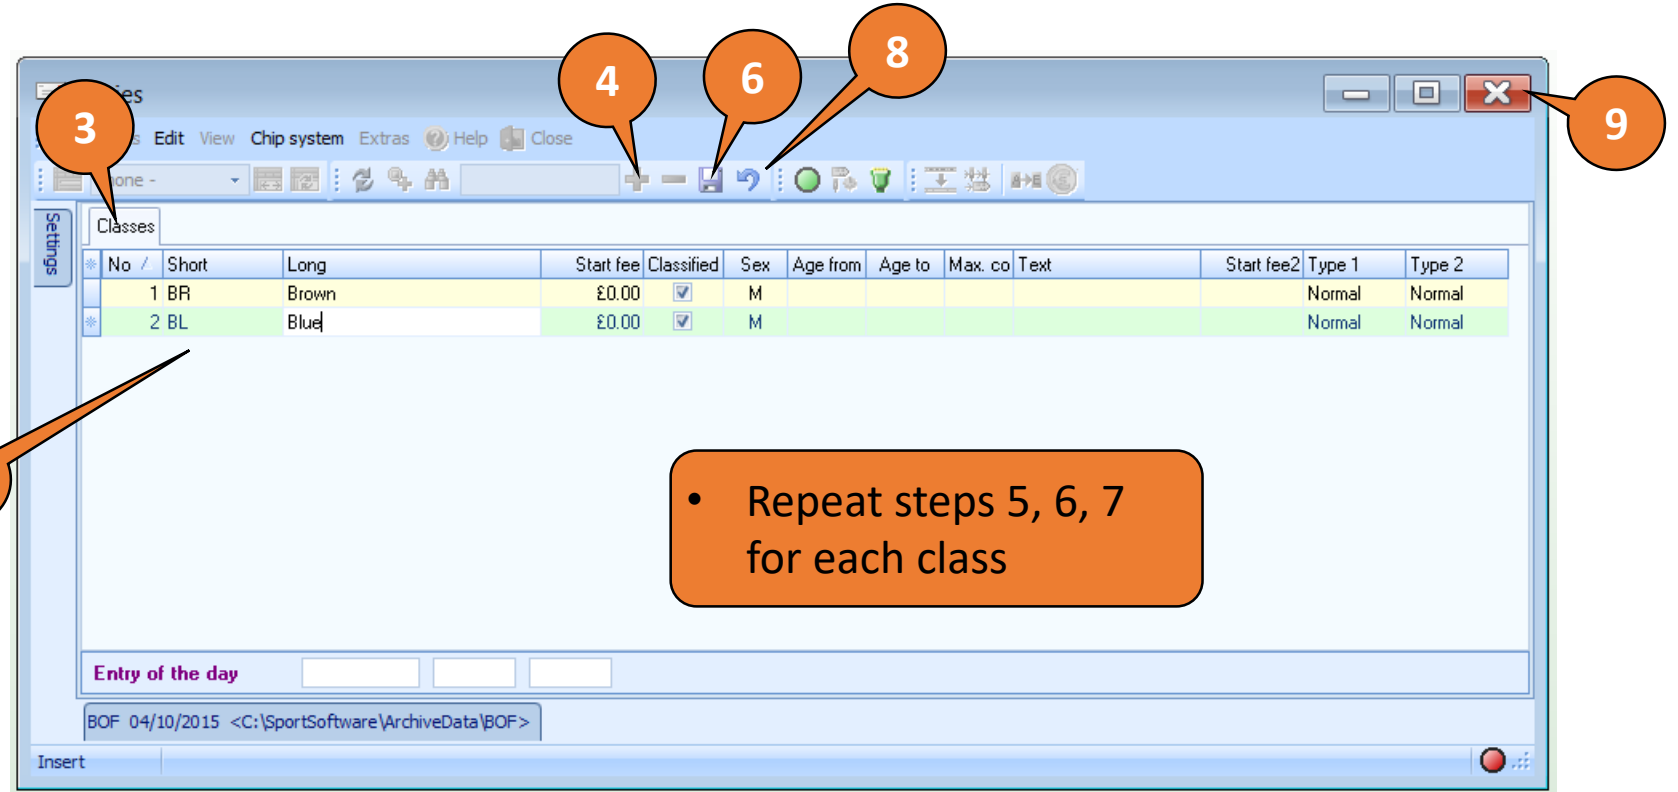 4 6 8
3 9
Edit View Chip system Extras Help Close
Settings
Classes
No Short Long Start fee Classified Sex Age from Age to Max. co Text Start fee2 Type 1 Type 2
1 BR Brown £0.00 M Normal Normal
2 BL Blue £0.00 M Normal Normal
• Repeat steps 5, 6, 7
for each class
Entry of the day
BOF 04/10/2015 <C:\SportSoftware\ArchiveData\BOF>
Insert